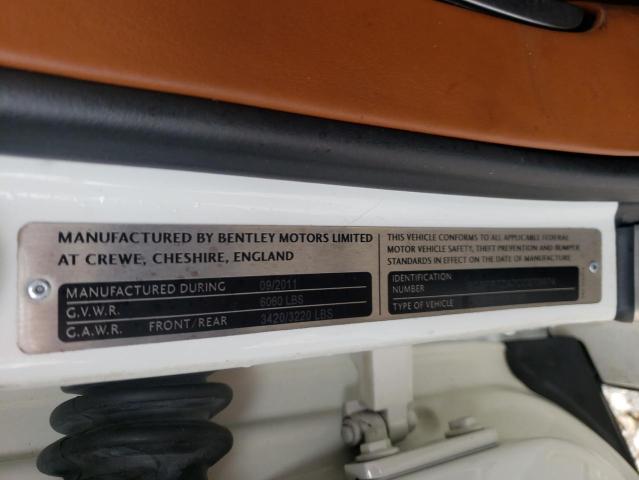 MANUFACTURED BY BENTLEY MOTORS LIMITED
AT CREWE, CHESHIRE, ENGLAND
MANUFACTURED DURING 09/2011
G.V.W.R. 6060 LBS
G.A.W.R. FRONT/REAR 3420/3220 LBS
THIS VEHICLE CONFORMS TO ALL APPLICABLE FEDERAL
MOTOR VEHICLE SAFETY, THEFT PREVENTION AND BUMPER
STANDARDS IN EFFECT ON THE DATE OF MANUFACTURE
IDENTIFICATION
NUMBER
TYPE OF VEHICLE